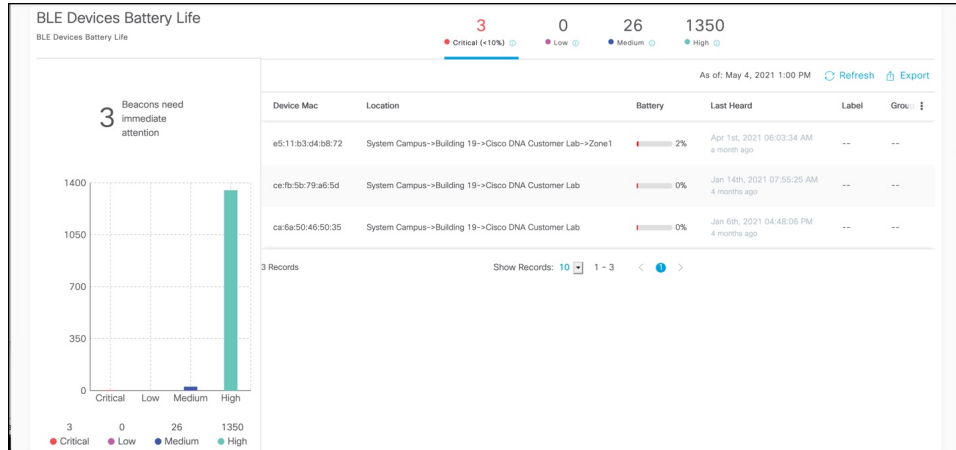 BLE Devices Battery Life
BLE Devices Battery Life
3 0 26 1350
Critical (<10%) Low Medium High
As of: May 4, 2021 1:00 PM Refresh Export
3 Beacons need
immediate
attention
Device Mac Location Battery Last Heard Label Group
e5:11:b3:d4:b8:72 System Campus->Building 19->Cisco DNA Customer Lab->Zone1 2% Apr 1st, 2021 06:03:34 AM
a month ago -- --
ce:fb:5b:79:a6:5d System Campus->Building 19->Cisco DNA Customer Lab 0% Jan 14th, 2021 07:55:25 AM
4 months ago -- --
ca:6a:50:46:50:35 System Campus->Building 19->Cisco DNA Customer Lab 0% Jan 6th, 2021 04:48:06 PM
4 months ago -- --
3 Records Show Records: 10 1 - 3 < 1 >
1400
1050
700
350
0
Critical Low Medium High
3 0 26 1350
Critical Low Medium High